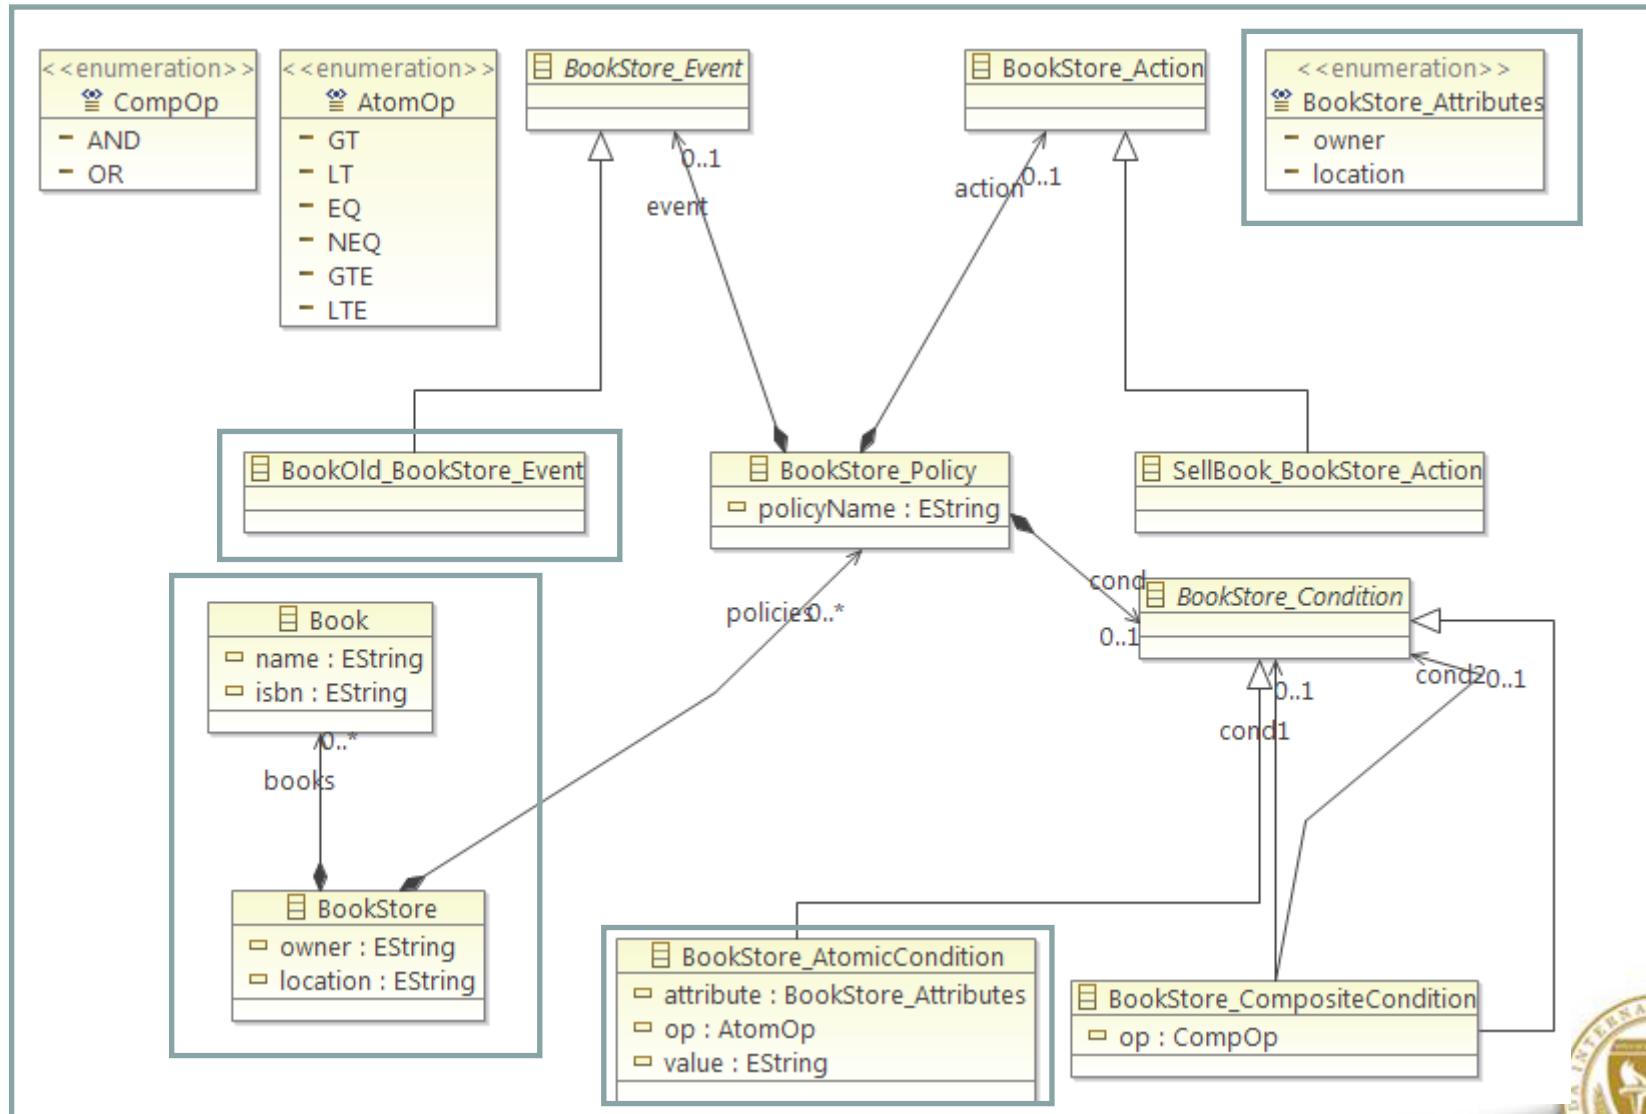 <<enumeration>>
CompOp
AND
OR
<<enumeration>>
AtomOp
GT
LT
EQ
NEQ
GTE
LTE
BookStore_Event
BookStore_Action
<<enumeration>>
BookStore_Attributes
owner
location
0..1
event
action
0..1
BookOld_BookStore_Event
BookStore_Policy
policyName : EString
SellBook_BookStore_Action
cond
0..1
BookStore_Condition
policies
0..*
Book
name : EString
isbn : EString
0..*
books
0..1
cond1
cond2
0..1
BookStore
owner : EString
location : EString
BookStore_AtomicCondition
attribute : BookStore_Attributes
op : AtomOp
value : EString
BookStore_CompositeCondition
op : CompOp